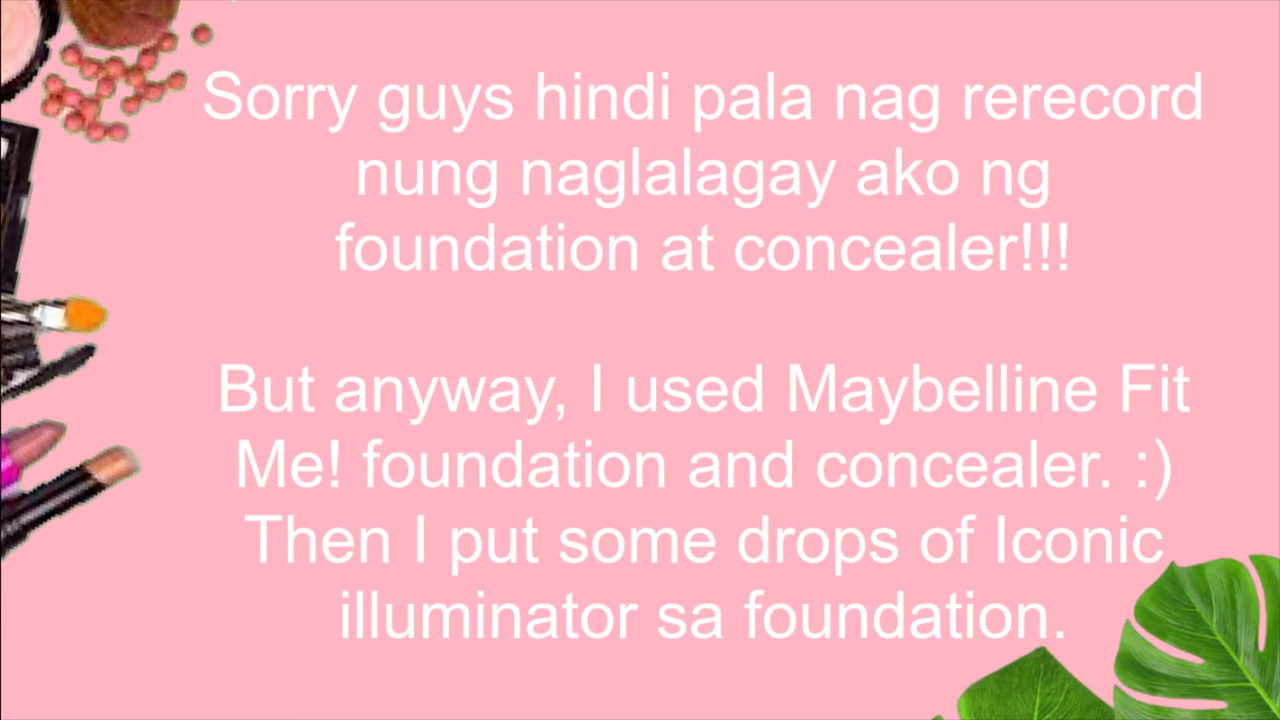 Sorry guys hindi pala nag rerecord
nung naglalagay ako ng
foundation at concealer!!!
But anyway, I used Maybelline Fit
Me! foundation and concealer. :)
Then I put some drops of Iconic
illuminator sa foundation.